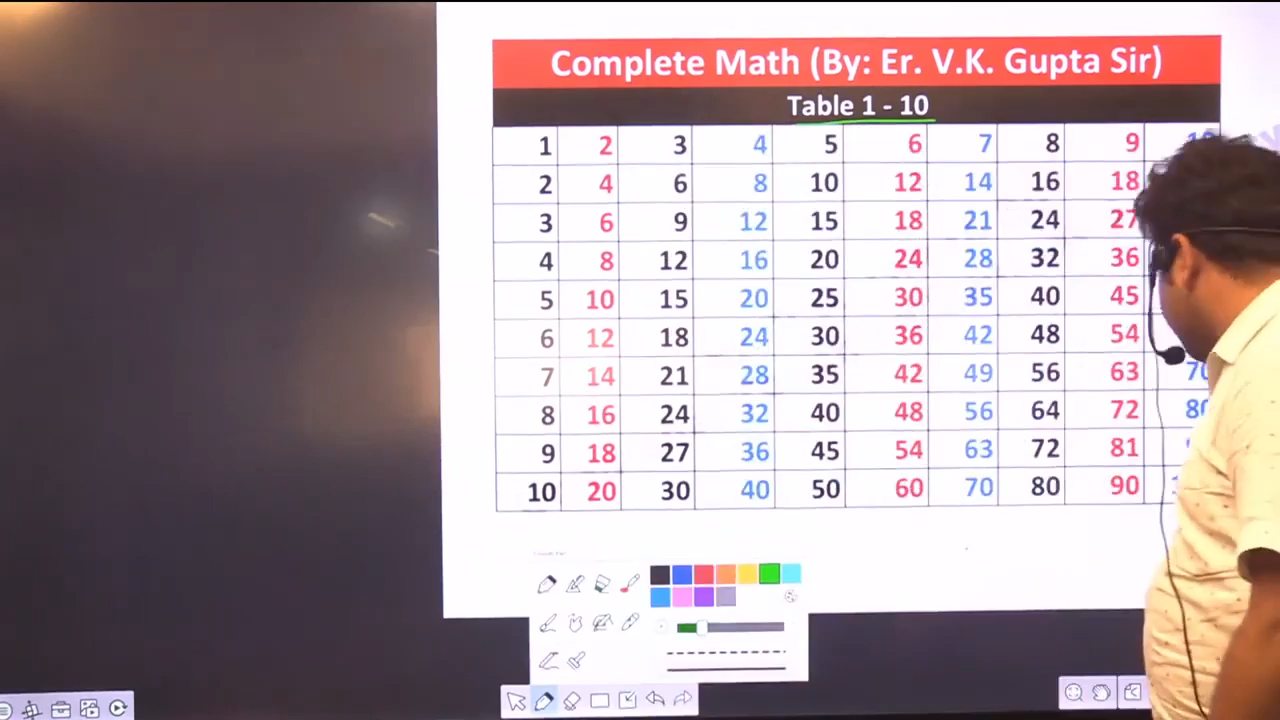 Complete Math (By: Er. V.K. Gupta Sir)
Table 1 - 10
1 2 3 4 5 6 7 8 9
2 4 6 8 10 12 14 16 18
3 6 9 12 15 18 21 24 27
4 8 12 16 20 24 28 32 36
5 10 15 20 25 30 35 40 45
6 12 18 24 30 36 42 48 54
7 14 21 28 35 42 49 56 63 70
8 16 24 32 40 48 56 64 72 80
9 18 27 36 45 54 63 72 81
10 20 30 40 50 60 70 80 90